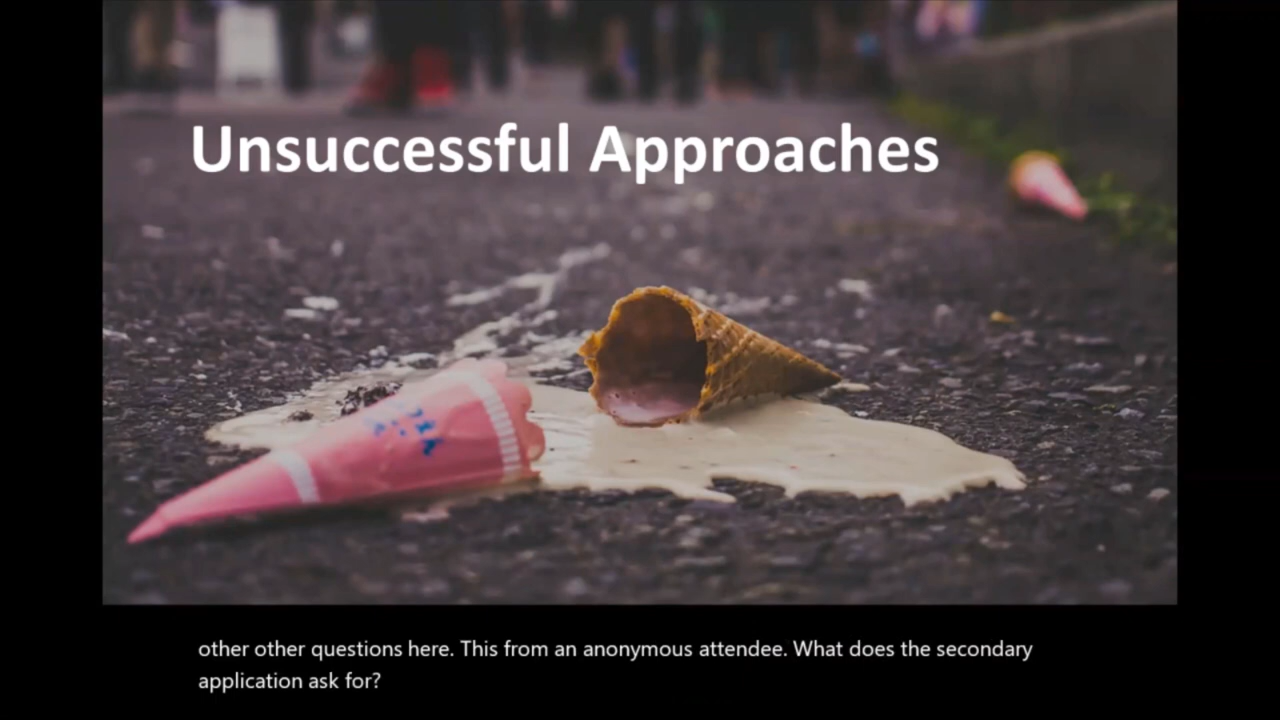 Unsuccessful Approaches
other other questions here. This from an anonymous attendee. What does the secondary
application ask for?